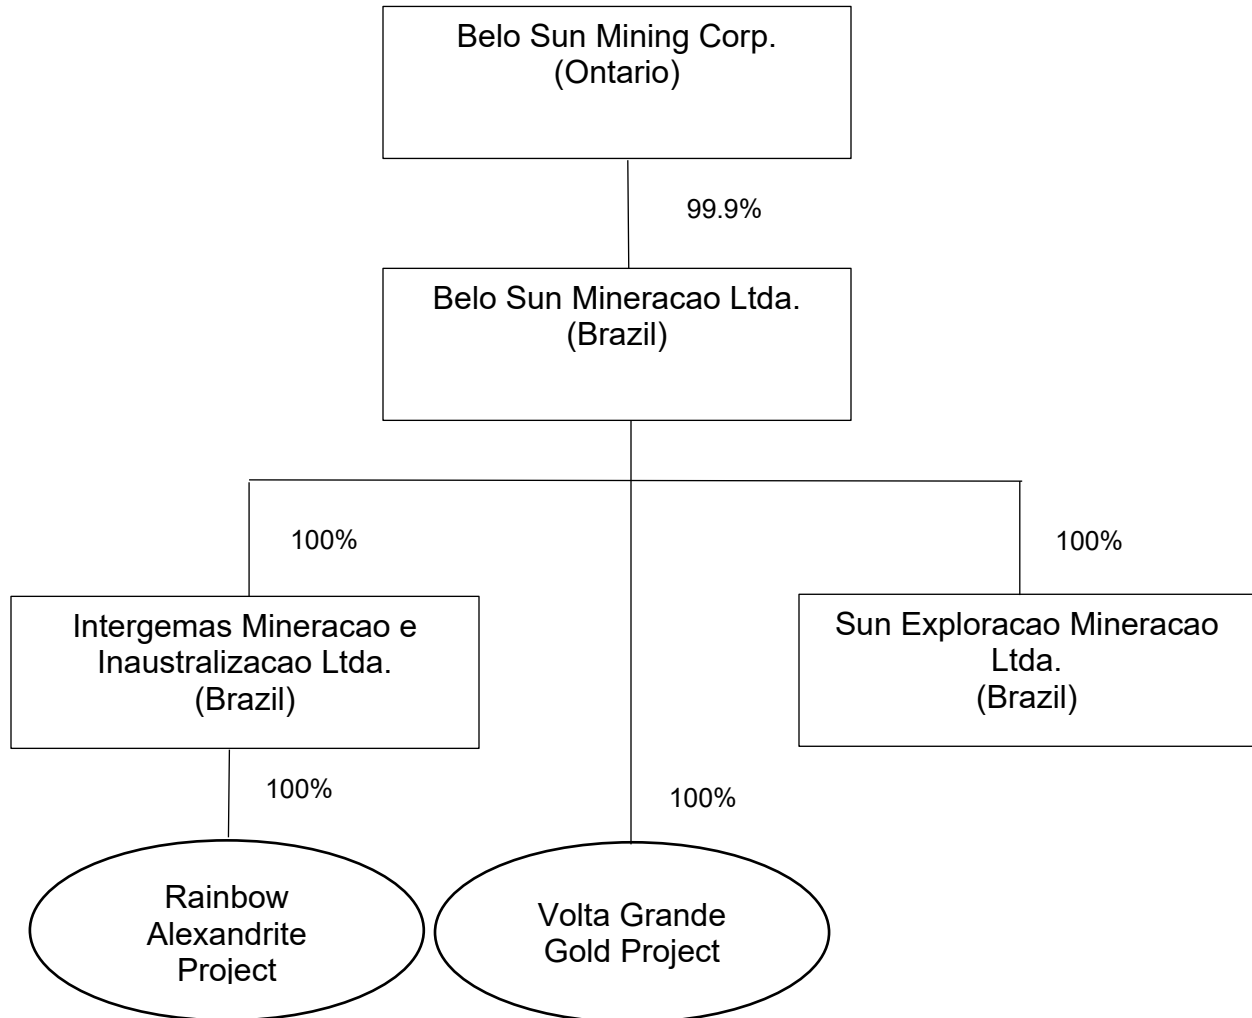 Belo Sun Mining Corp.
(Ontario)
99.9%
Belo Sun Mineracao Ltda.
(Brazil)
100%
100%
Intergemas Mineracao e
Inaustralizacao Ltda.
(Brazil)
Sun Exploracao Mineracao
Ltda.
(Brazil)
100%
100%
Rainbow
Alexandrite
Project
Volta Grande
Gold Project